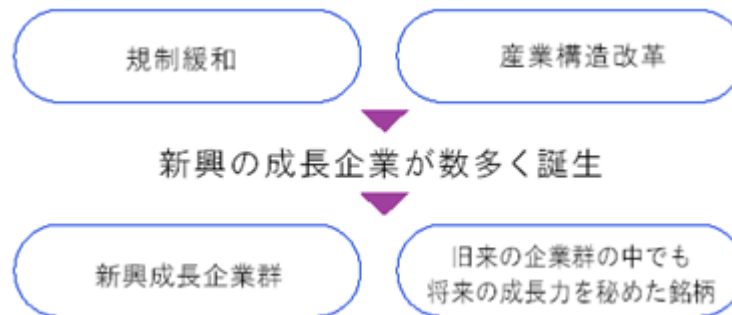 規制緩和
産業構造改革
新興の成長企業が数多く誕生
新興成長企業群
旧来の企業群の中でも
将来の成長力を秘めた銘柄